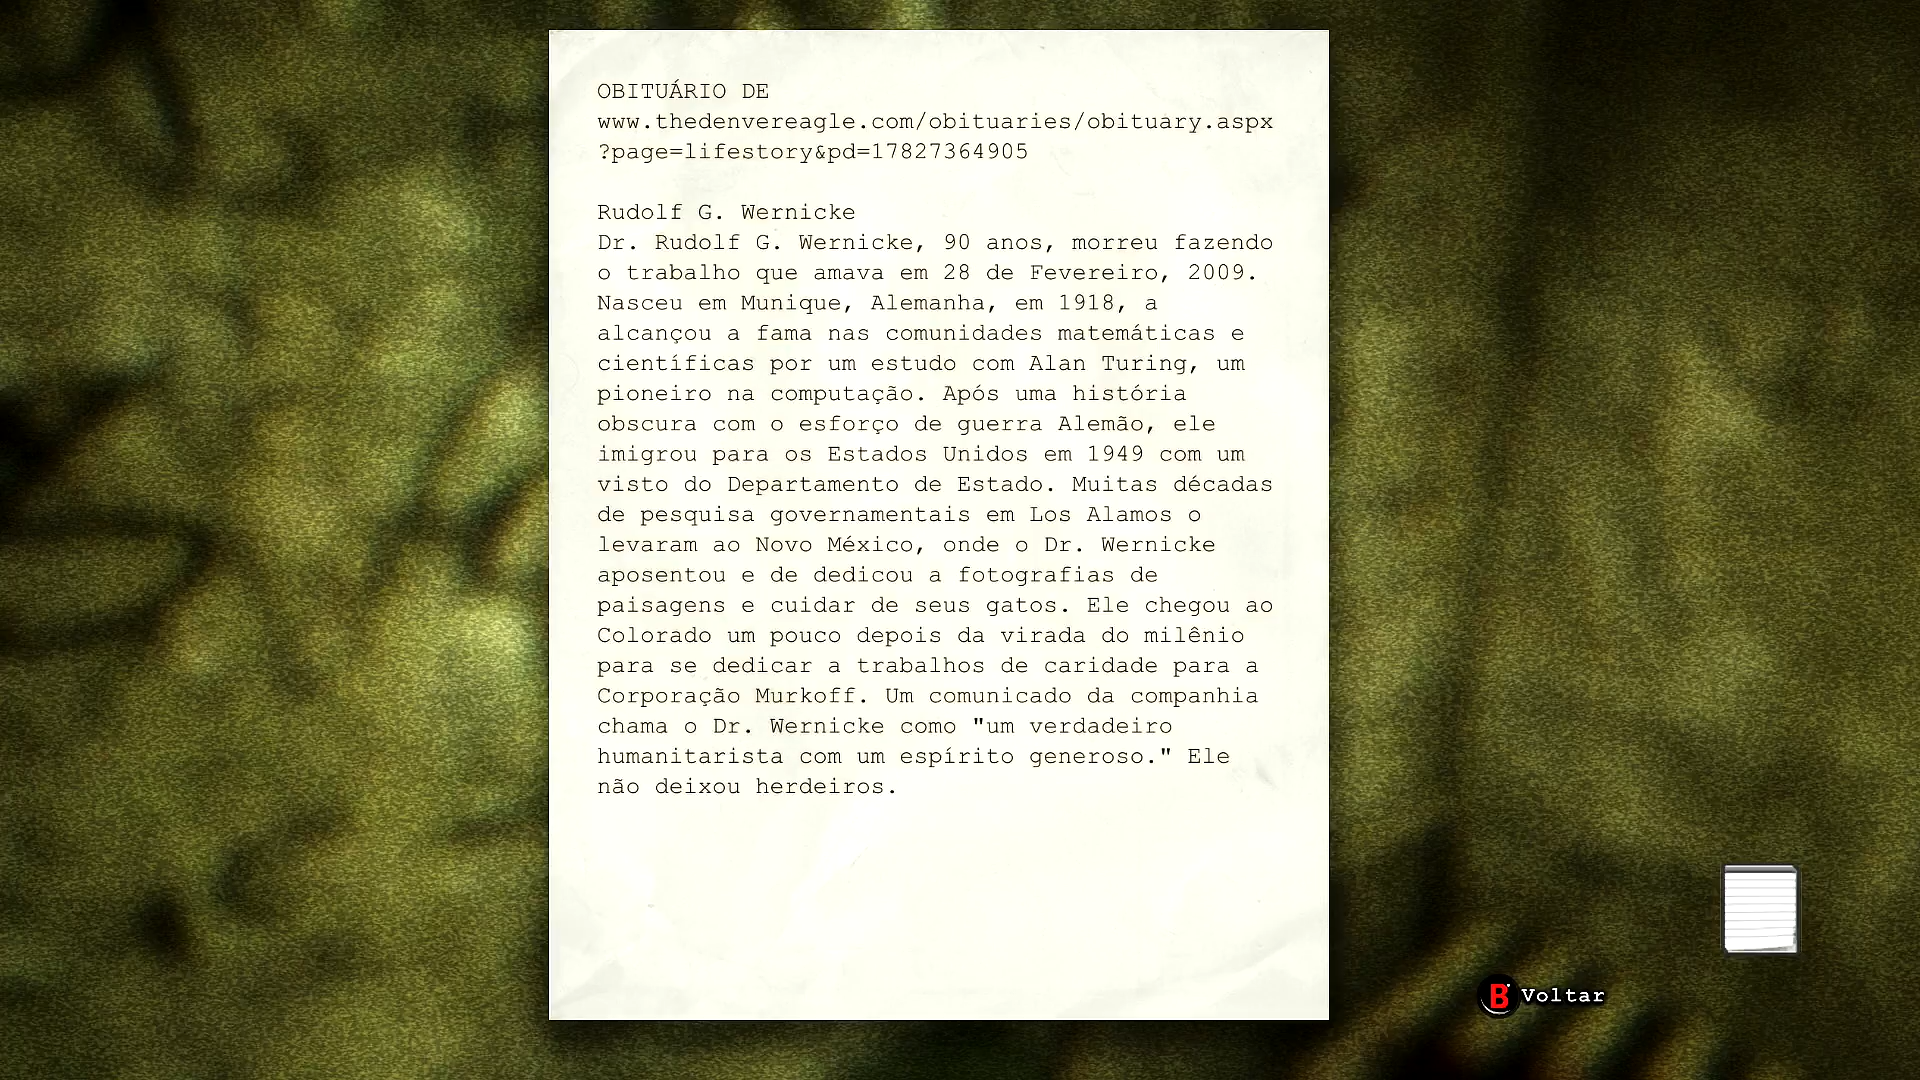 OBITUÁRIO DE
www.thedenvereagle.com/obituaries/obituary.aspx
?page=lifestory&pd=17827364905
Rudolf G. Wernicke
Dr. Rudolf G. Wernicke, 90 anos, morreu fazendo
o trabalho que amava em 28 de Fevereiro, 2009.
Nasceu em Munique, Alemanha, em 1918, a
alcançou a fama nas comunidades matemáticas e
científicas por um estudo com Alan Turing, um
pioneiro na computação. Após uma história
obscura com o esforço de guerra Alemão, ele
imigrou para os Estados Unidos em 1949 com um
visto do Departamento de Estado. Muitas décadas
de pesquisa governamentais em Los Alamos o
levaram ao Novo México, onde o Dr. Wernicke
aposentou e de dedicou a fotografias de
paisagens e cuidar de seus gatos. Ele chegou ao
Colorado um pouco depois da virada do milênio
para se dedicar a trabalhos de caridade para a
Corporação Murkoff. Um comunicado da companhia
chama o Dr. Wernicke como "um verdadeiro
humanitarista com um espírito generoso." Ele
não deixou herdeiros.
B Voltar